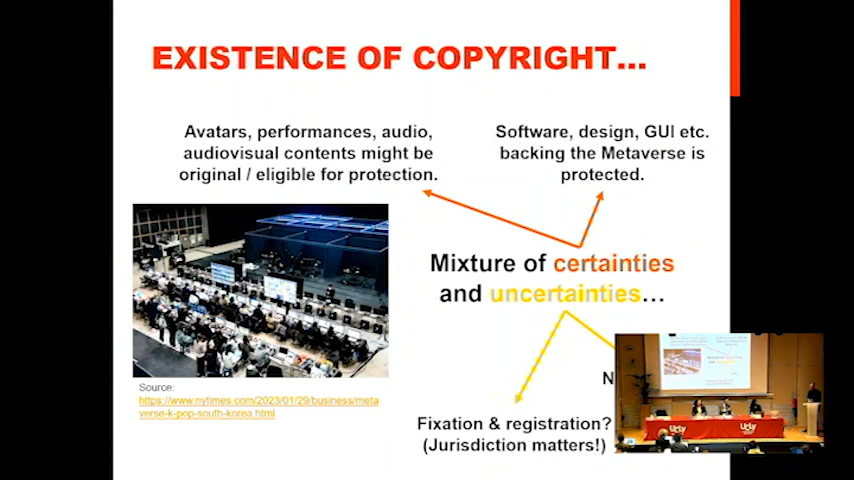 EXISTENCE OF COPYRIGHT...
Avatars, performances, audio,
audiovisual contents might be
original / eligible for protection.
Software, design, GUI etc.
backing the Metaverse is
protected.
Mixture of certainties
and uncertainties...
Source:
https://www.nytimes.com/2023/01/29/business/meta
verse-k-pop-south-korea.html
N
Fixation & registration?
(Jurisdiction matters!)